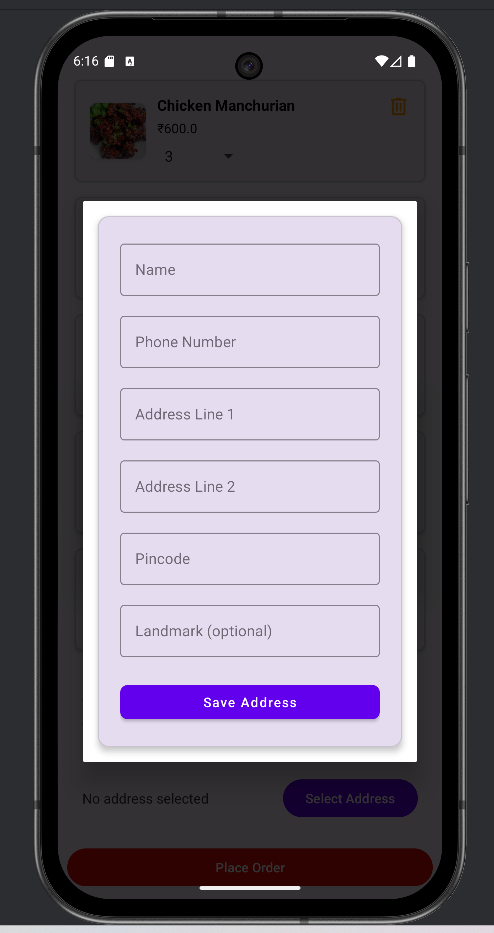 6:16
Chicken Manchurian
₹600.0
3
Name
Phone Number
Address Line 1
Address Line 2
Pincode
Landmark (optional)
Save Address
No address selected
Select Address
Place Order